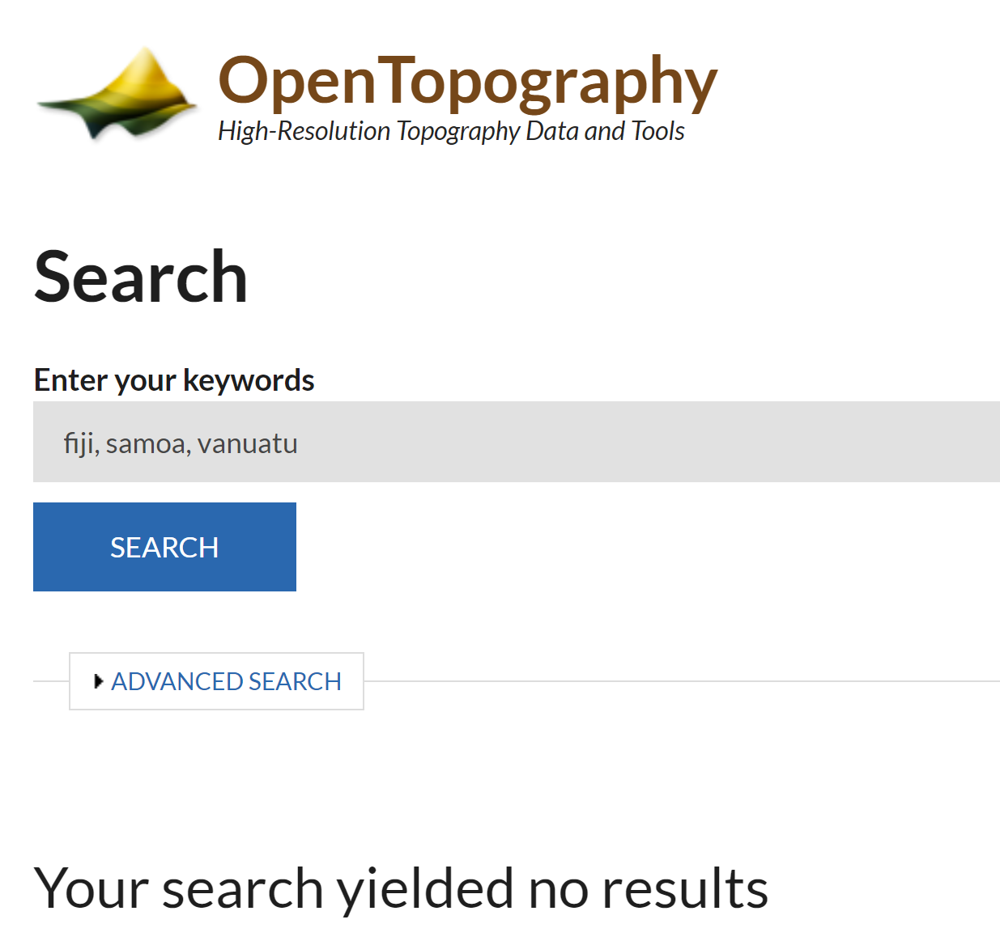 OpenTopography
High-Resolution Topography Data and Tools
Search
Enter your keywords
fiji, samoa, vanuatu
SEARCH
ADVANCED SEARCH
Your search yielded no results